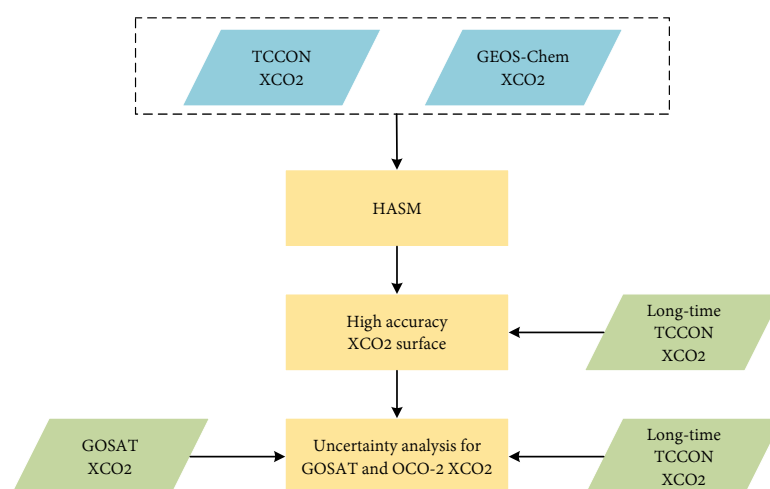 TCCON
XCO2
GEOS-Chem
XCO2
HASM
High accuracy
XCO2 surface
Long-time
TCCON
XCO2
GOSAT
XCO2
Uncertainty analysis for
GOSAT and OCO-2 XCO2
Long-time
TCCON
XCO2